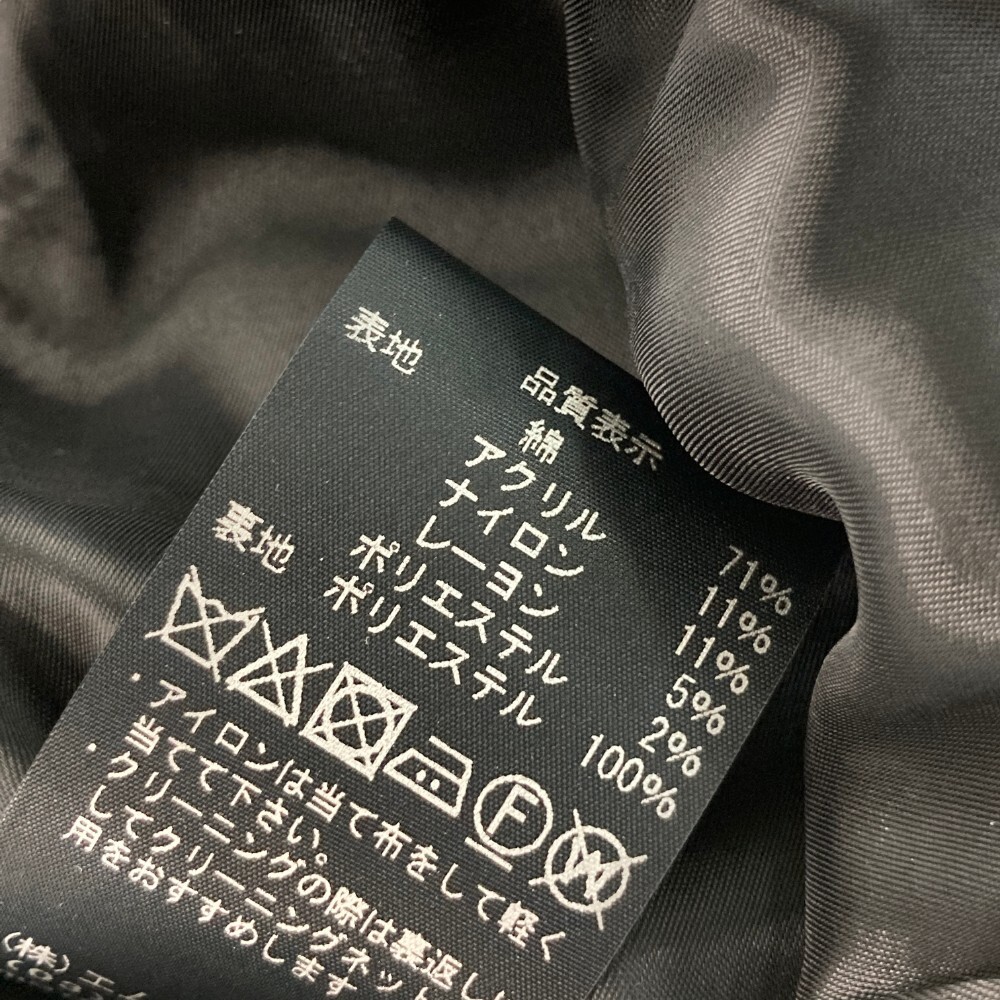 品質表示
表地 綿 71%
アクリル 11%
ナイロン 11%
レーヨン 5%
ポリエステル 2%
裏地 ポリエステル 100%
F
W
・アイロンは当て布をして軽く
当てて下さい。
・クリーニングの際は裏返し
してクリーニングネット
用をおすすめします
(株)エ